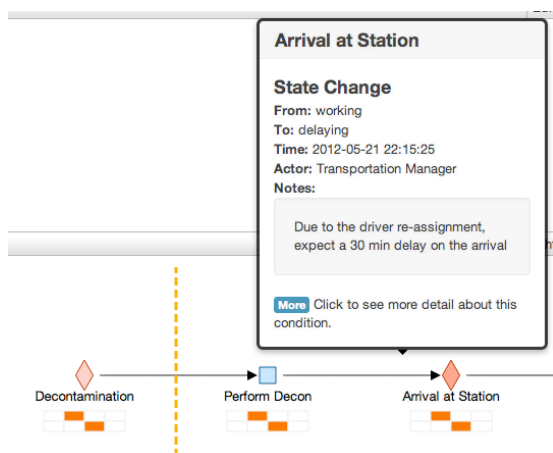 Arrival at Station
State Change
From: working
To: delaying
Time: 2012-05-21 22:15:25
Actor: Transportation Manager
Notes:
Due to the driver re-assignment,
expect a 30 min delay on the arrival
More Click to see more detail about this
condition.
Decontamination
Perform Decon
Arrival at Station